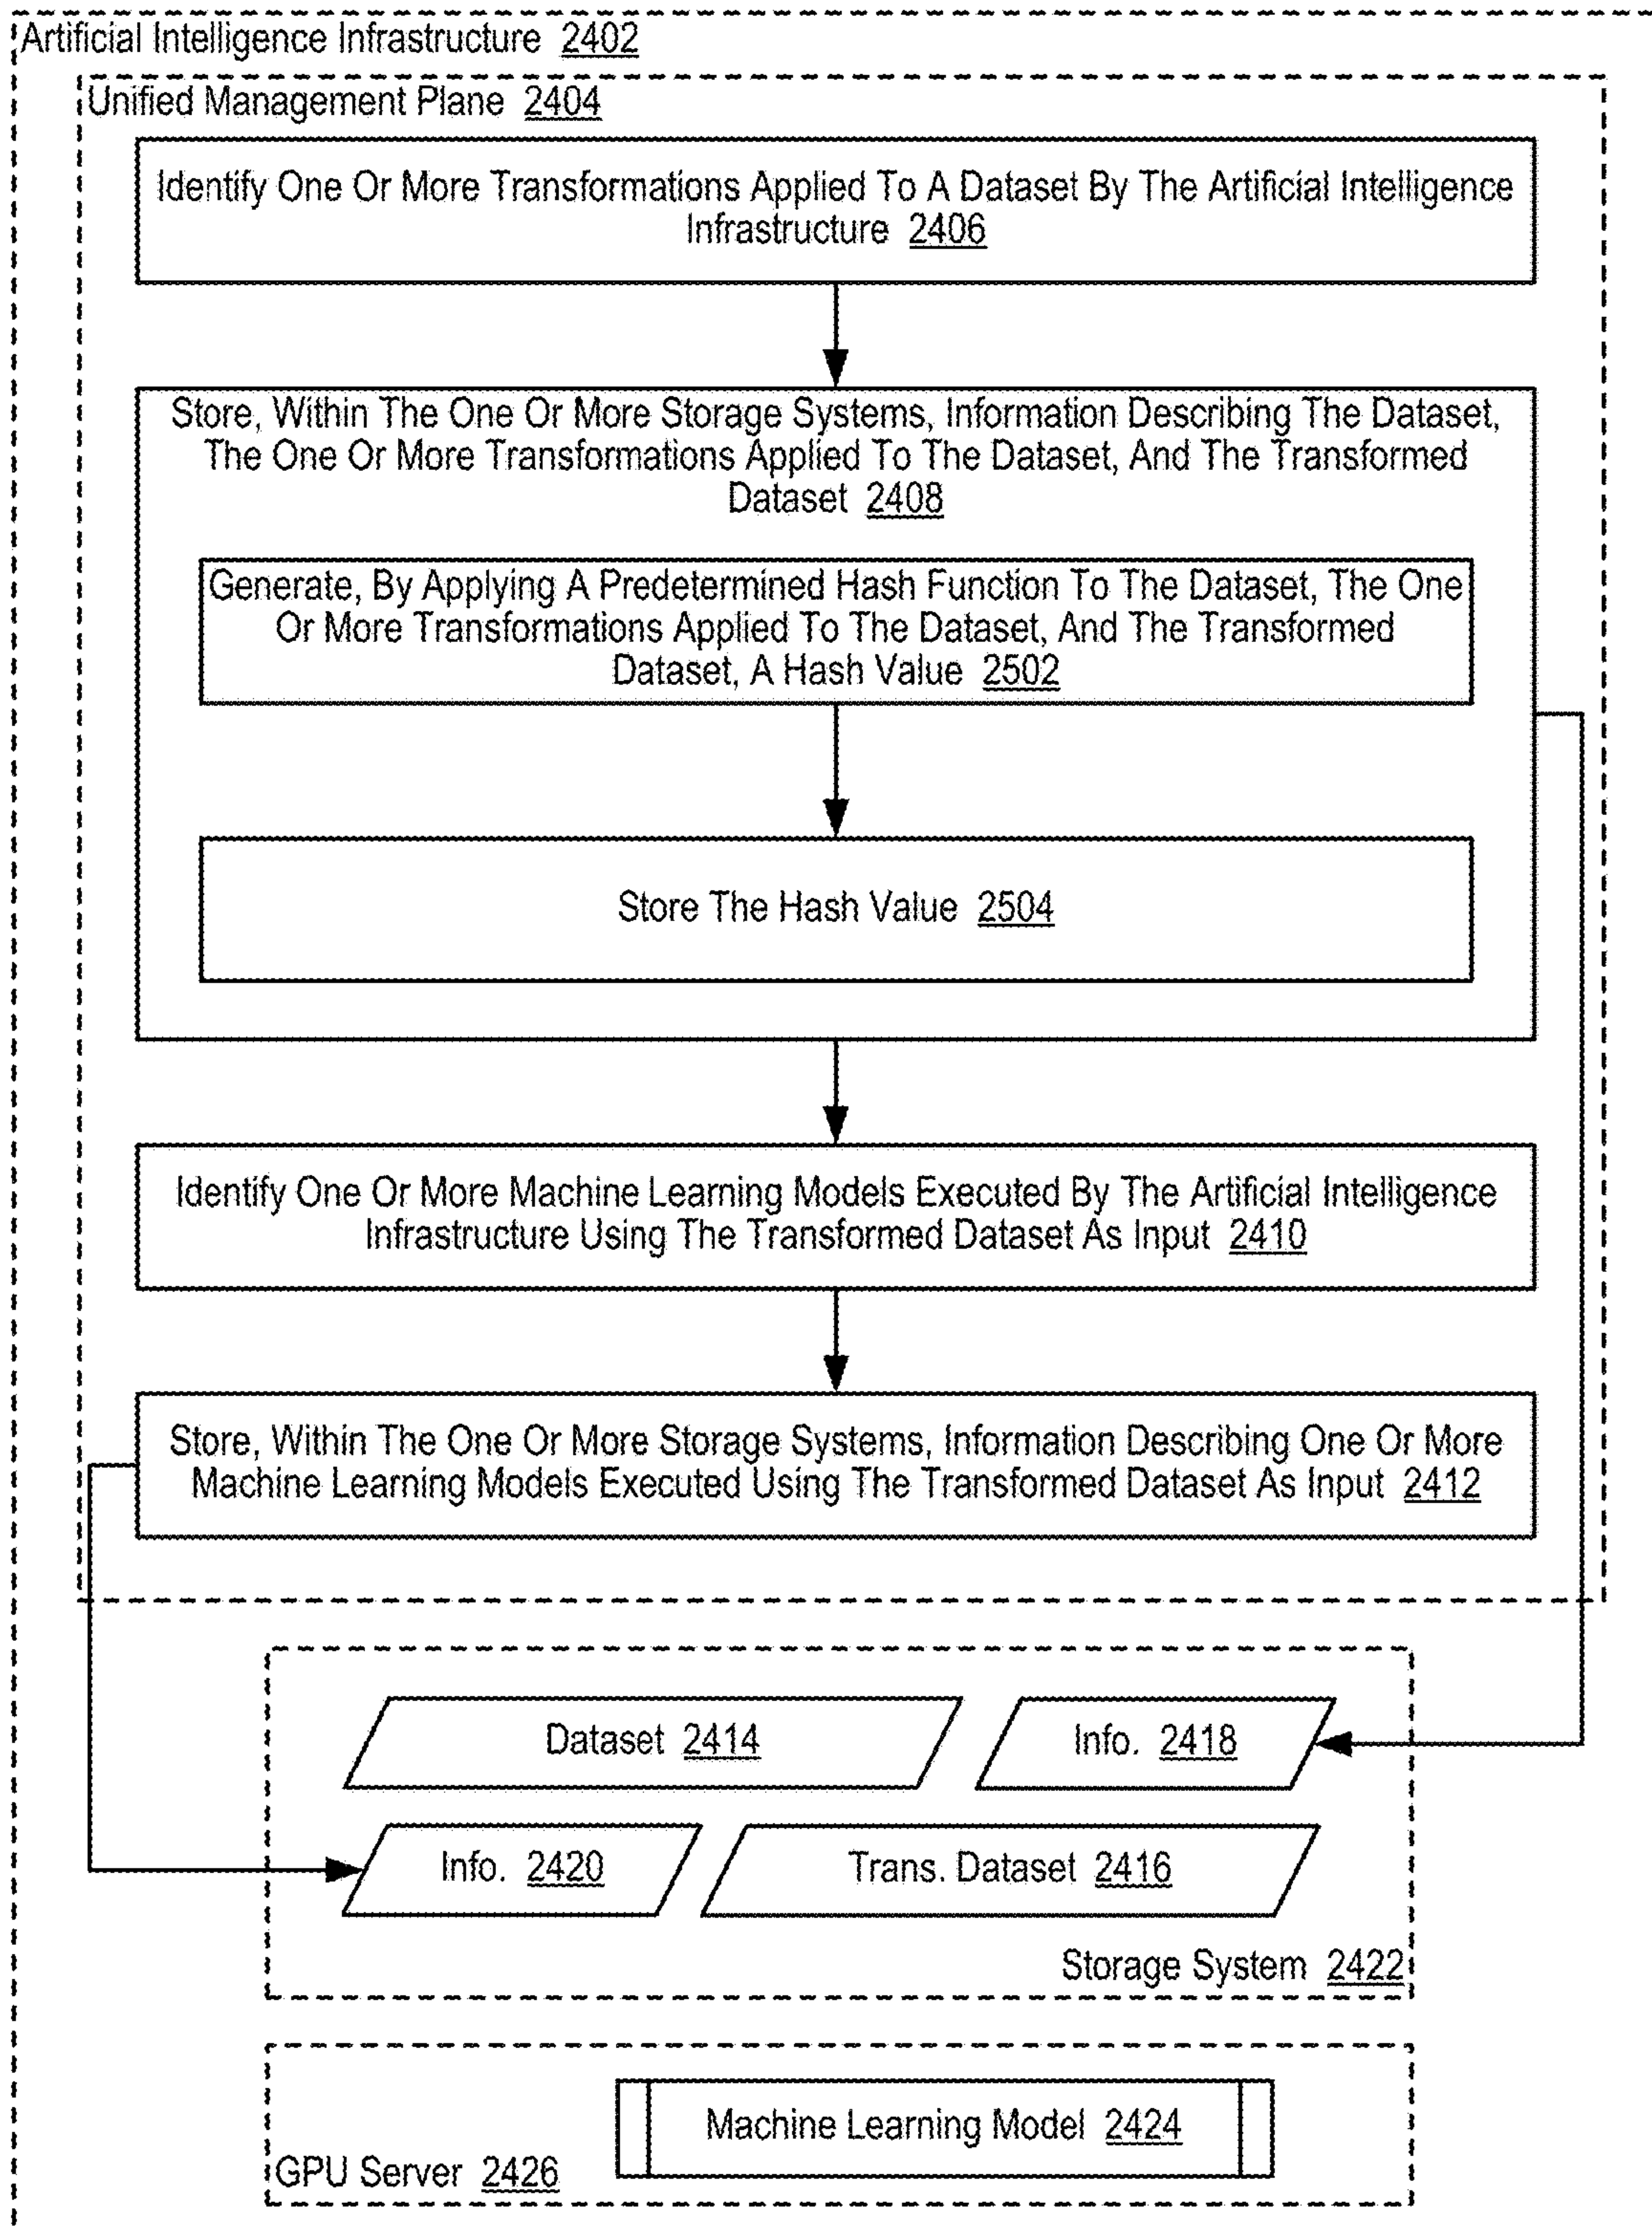 Artificial Intelligence Infrastructure 2402
Unified Management Plane 2404
Identify One Or More Transformations Applied To A Dataset By The Artificial Intelligence
Infrastructure 2406
Store, Within The One Or More Storage Systems, Information Describing The Dataset,
The One Or More Transformations Applied To The Dataset, And The Transformed
Dataset 2408
Generate, By Applying A Predetermined Hash Function To The Dataset, The One
Or More Transformations Applied To The Dataset, And The Transformed
Dataset, A Hash Value 2502
Store The Hash Value 2504
Identify One Or More Machine Learning Models Executed By The Artificial Intelligence
Infrastructure Using The Transformed Dataset As Input 2410
Store, Within The One Or More Storage Systems, Information Describing One Or More
Machine Learning Models Executed Using The Transformed Dataset As Input 2412
Dataset 2414
Info. 2418
Info. 2420
Trans. Dataset 2416
Storage System 2422
Machine Learning Model 2424
GPU Server 2426